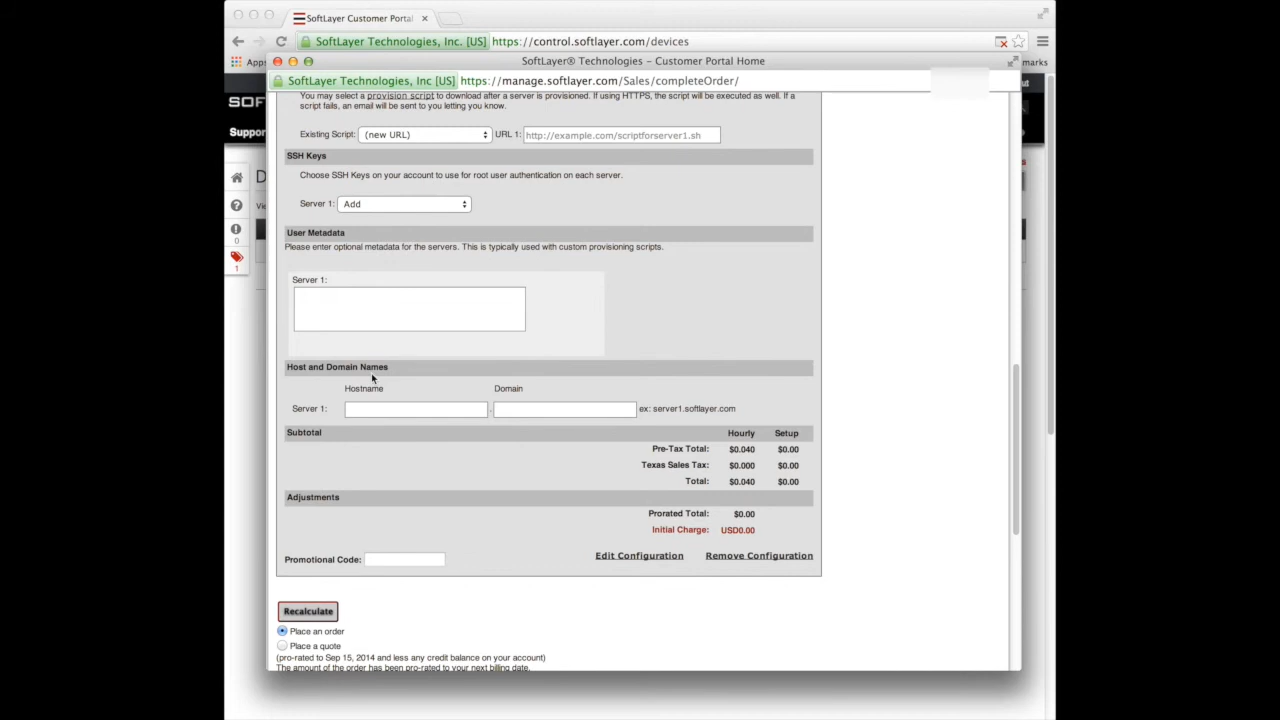 SoftLayer Customer Portal
SoftLayer Technologies, Inc. [US] https://control.softlayer.com/devices
Apps
SoftLayer® Technologies – Customer Portal Home
SoftLayer Technologies, Inc [US] https://manage.softlayer.com/Sales/completeOrder/
marks
SOF
Support
D
0
1
You may select a provision script to download after a server is provisioned. If using HTTPS, the script will be executed as well. If a
script fails, an email will be sent to you letting you know.
Existing Script: (new URL) URL 1: http://example.com/scriptforserver1.sh
SSH Keys
Choose SSH Keys on your account to use for root user authentication on each server.
Server 1: Add
User Metadata
Please enter optional metadata for the servers. This is typically used with custom provisioning scripts.
Server 1:
Host and Domain Names
Hostname Domain
Server 1: . ex: server1.softlayer.com
Subtotal Hourly Setup
Pre-Tax Total: $0.040 $0.00
Texas Sales Tax: $0.000 $0.00
Total: $0.040 $0.00
Adjustments
Prorated Total: $0.00
Initial Charge: USD0.00
Promotional Code: Edit Configuration Remove Configuration
Recalculate
Place an order
Place a quote
(pro-rated to Sep 15, 2014 and less any credit balance on your account)
The amount of the order has been pro-rated to your next billing date.